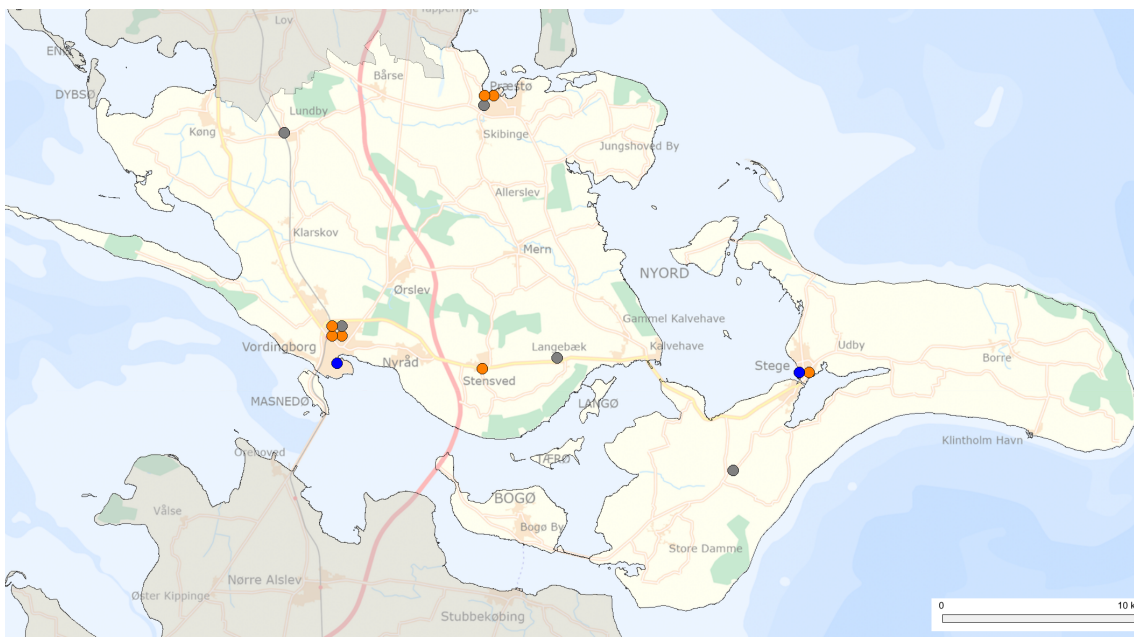 Tappernøje
Lov
ENØ
Bårse
Præstø
DYBSØ
Lundby
Køng
Skibinge
Jungshoved By
Allerslev
Klarskov
Mern
NYORD
Ørslev
Gammel Kalvehave
Vordingborg
Langebæk
Kalvehave
Udby
Nyråd
Borre
Stege
Stensved
MASNEDØ
LANGØ
Klintholm Havn
Orehoved
TÆRØ
BOGØ
Vålse
Bogø By
Store Damme
Nørre Alslev
Øster Kippinge
Stubbekøbing
0
10 k